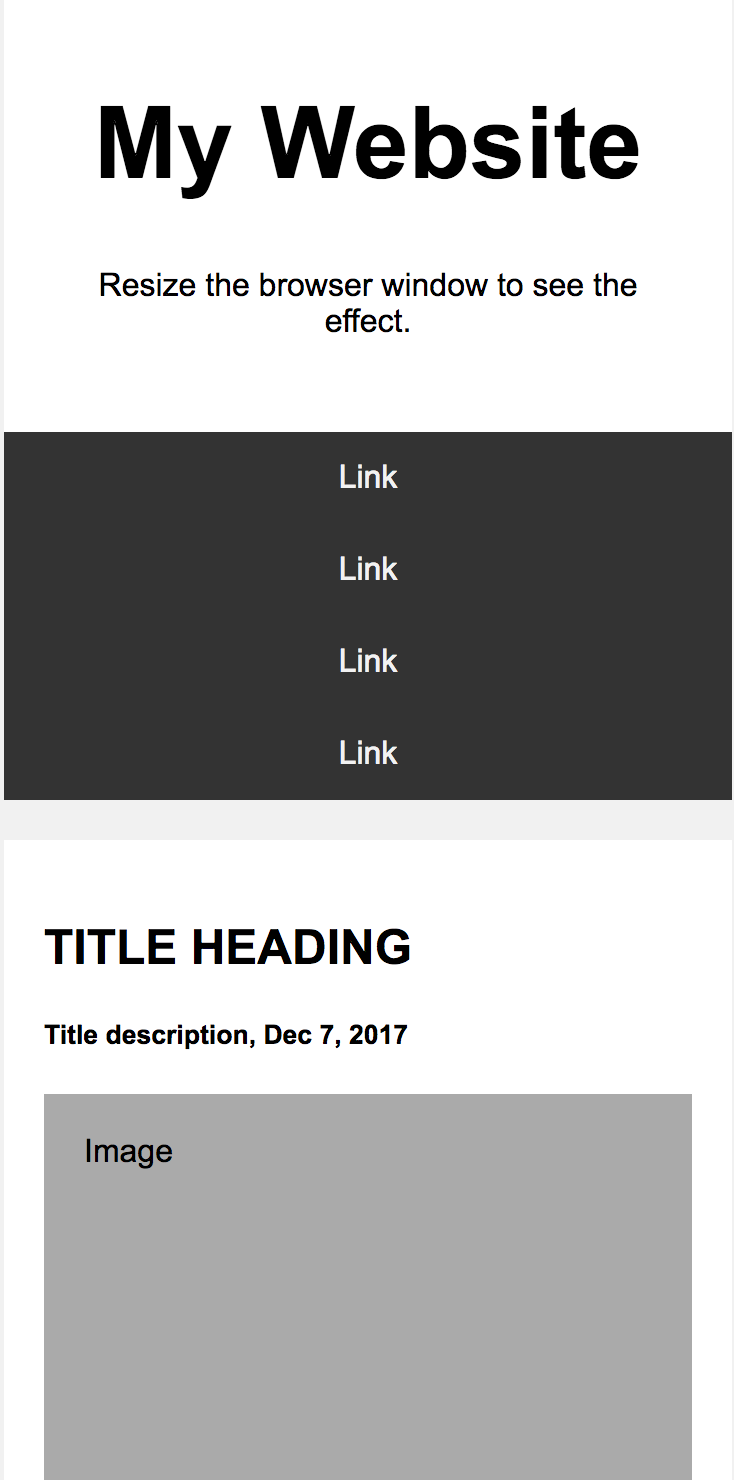 My Website
Resize the browser window to see the
effect.
Link
Link
Link
Link
TITLE HEADING
Title description, Dec 7, 2017
Image